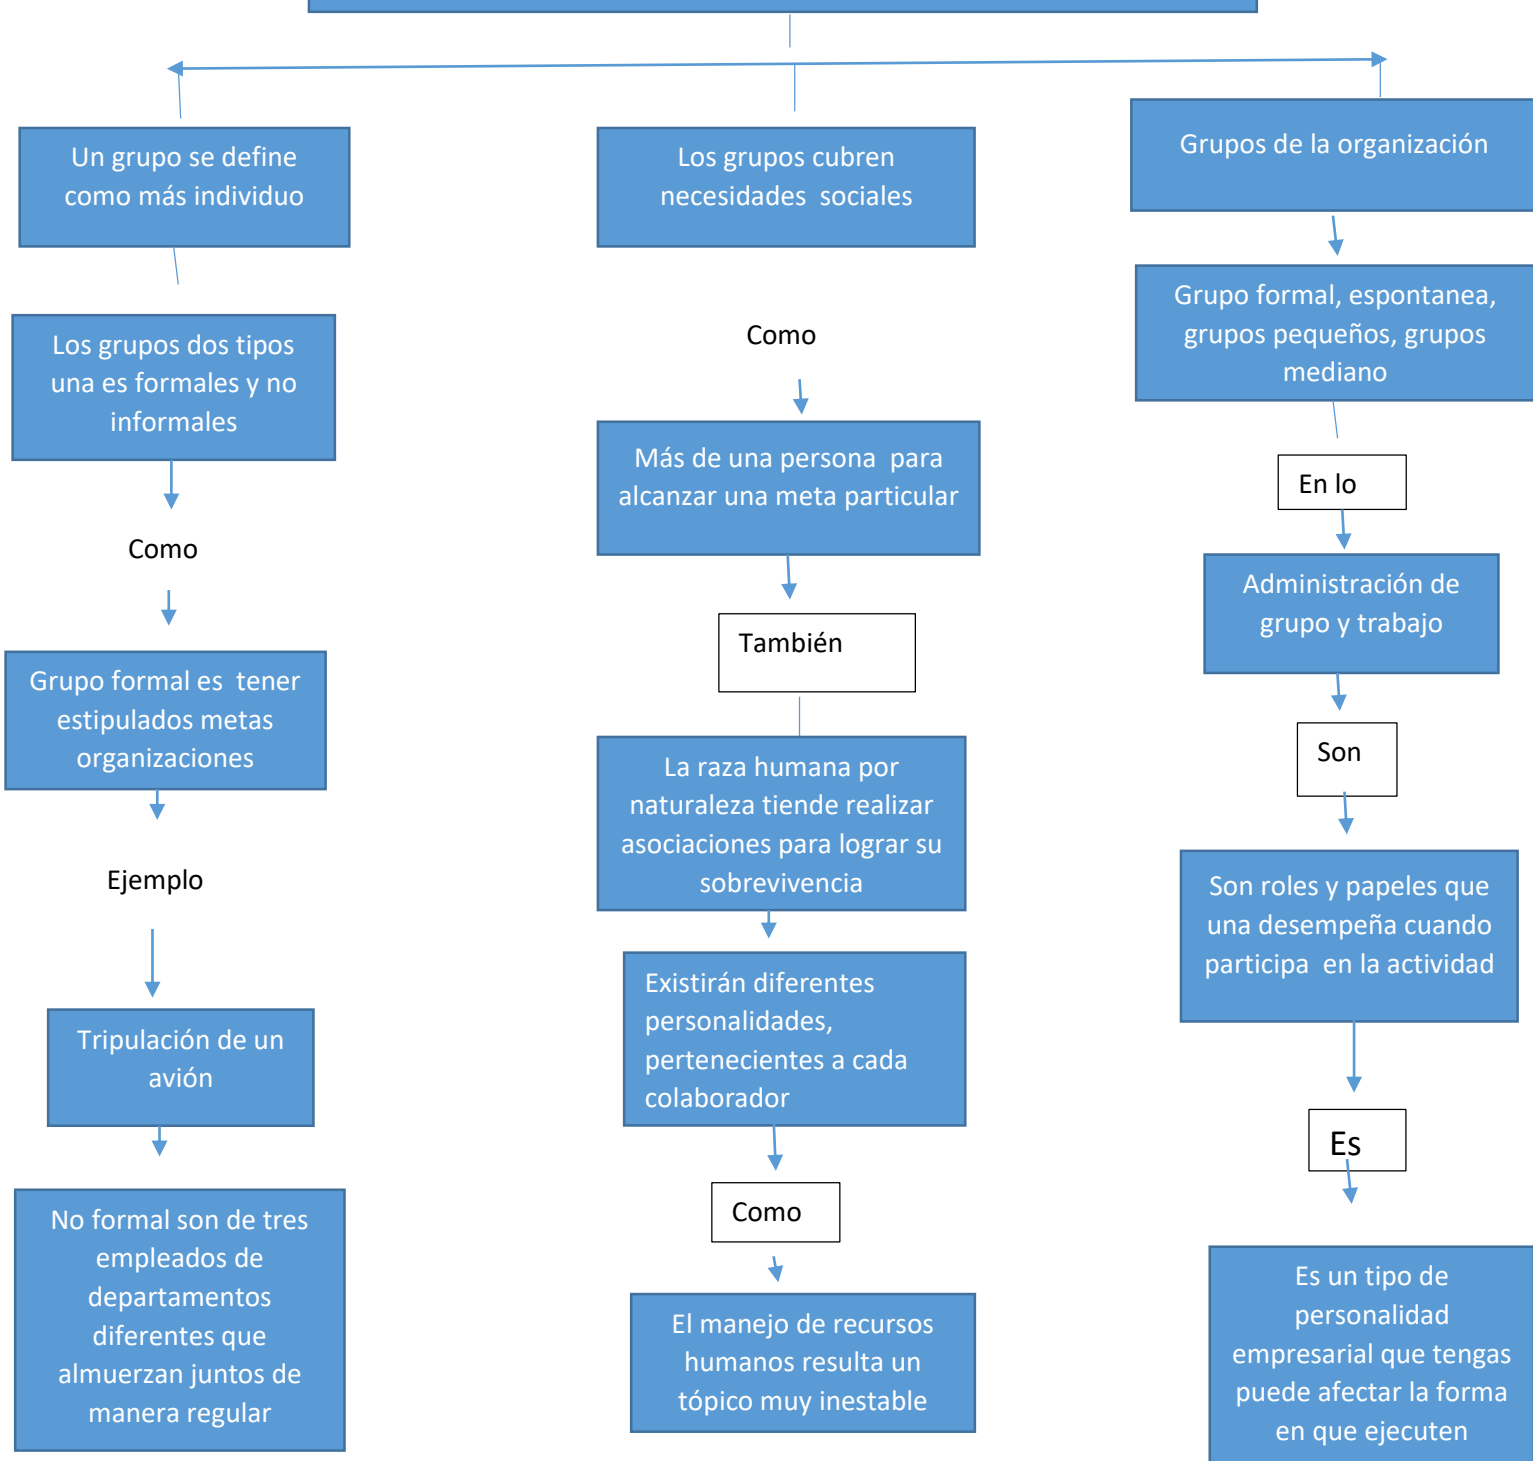 Un grupo se define
como más individuo
Los grupos dos tipos
una es formales y no
informales
Como
Grupo formal es tener
estipulados metas
organizaciones
Ejemplo
Tripulación de un
avión
No formal son de tres
empleados de
departamentos
diferentes que
almuerzan juntos de
manera regular
Los grupos cubren
necesidades sociales
Como
Más de una persona para
alcanzar una meta particular
También
La raza humana por
naturaleza tiende realizar
asociaciones para lograr su
sobrevivencia
Existirán diferentes
personalidades,
pertenecientes a cada
colaborador
Como
El manejo de recursos
humanos resulta un
tópico muy inestable
Grupos de la organización
Grupo formal, espontanea,
grupos pequeños, grupos
mediano
En lo
Administración de
grupo y trabajo
Son
Son roles y papeles que
una desempeña cuando
participa en la actividad
Es
Es un tipo de
personalidad
empresarial que tengas
puede afectar la forma
en que ejecuten